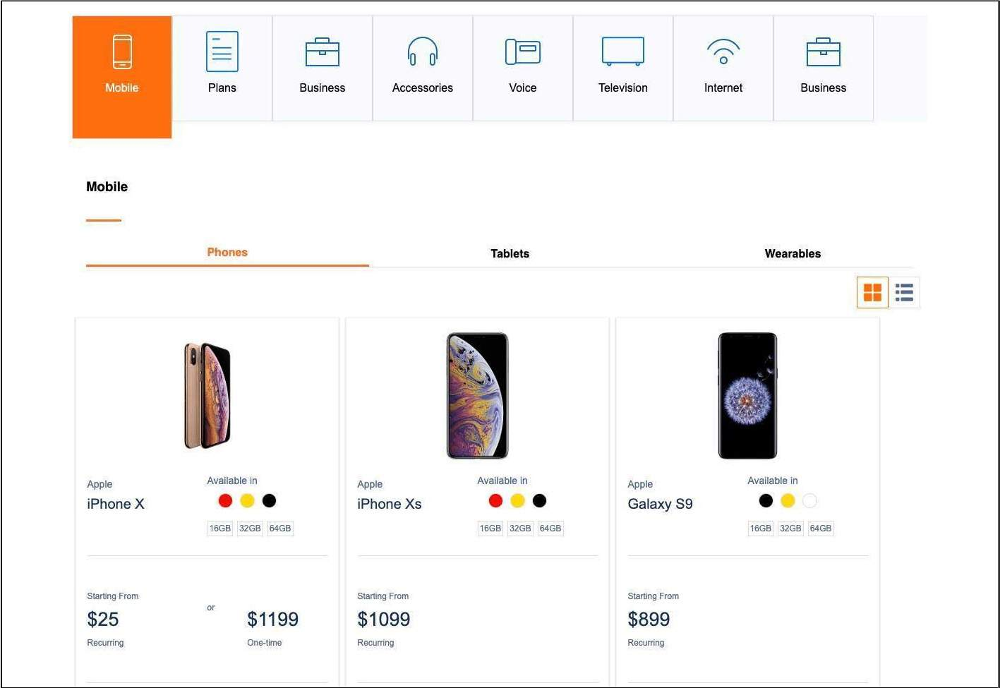 Mobile
Plans
Business
Accessories
Voice
Television
Internet
Business
Mobile
Phones
Tablets
Wearables
Apple
iPhone X
Available in
16GB 32GB 64GB
Starting From
$25
Recurring
or
$1199
One-time
Apple
iPhone Xs
Available in
16GB 32GB 64GB
Starting From
$1099
Recurring
Apple
Galaxy S9
Available in
16GB 32GB 64GB
Starting From
$899
Recurring